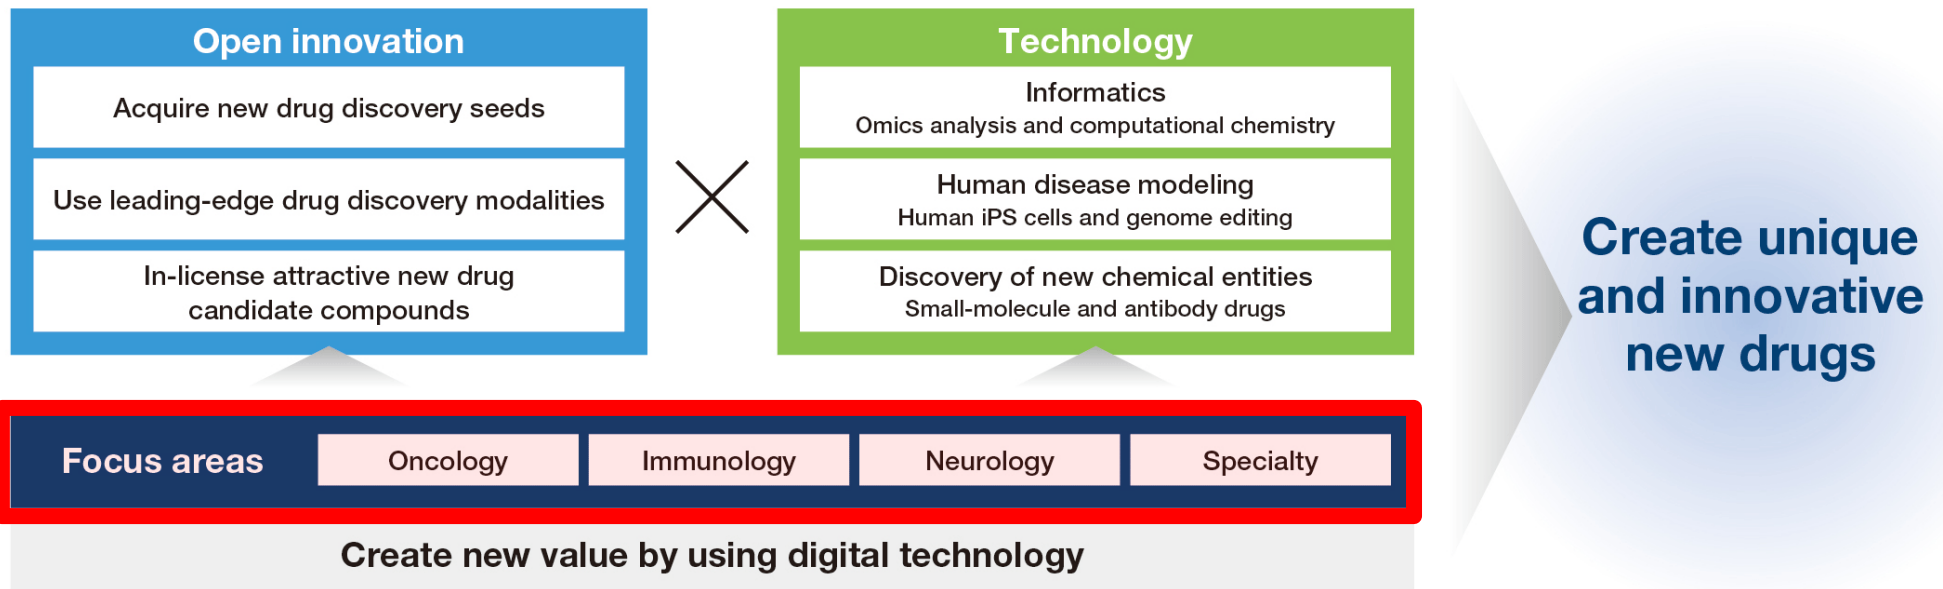 Open innovation
Acquire new drug discovery seeds
Use leading-edge drug discovery modalities
In-license attractive new drug
candidate compounds
Technology
Informatics
Omics analysis and computational chemistry
Human disease modeling
Human iPS cells and genome editing
Discovery of new chemical entities
Small-molecule and antibody drugs
Focus areas
Oncology
Immunology
Neurology
Specialty
Create new value by using digital technology
Create unique
and innovative
new drugs